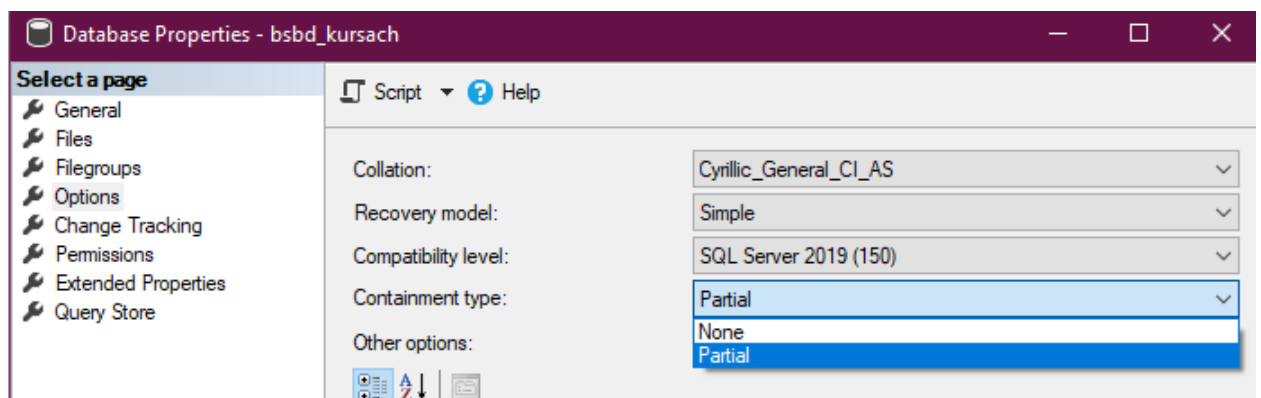 Database Properties - bsbd_kursach
Select a page
General
Files
Filegroups
Options
Change Tracking
Permissions
Extended Properties
Query Store
Script
Help
Collation:
Cyrillic_General_CI_AS
Recovery model:
Simple
Compatibility level:
SQL Server 2019 (150)
Containment type:
Partial
None
Partial
Other options:
A
Z